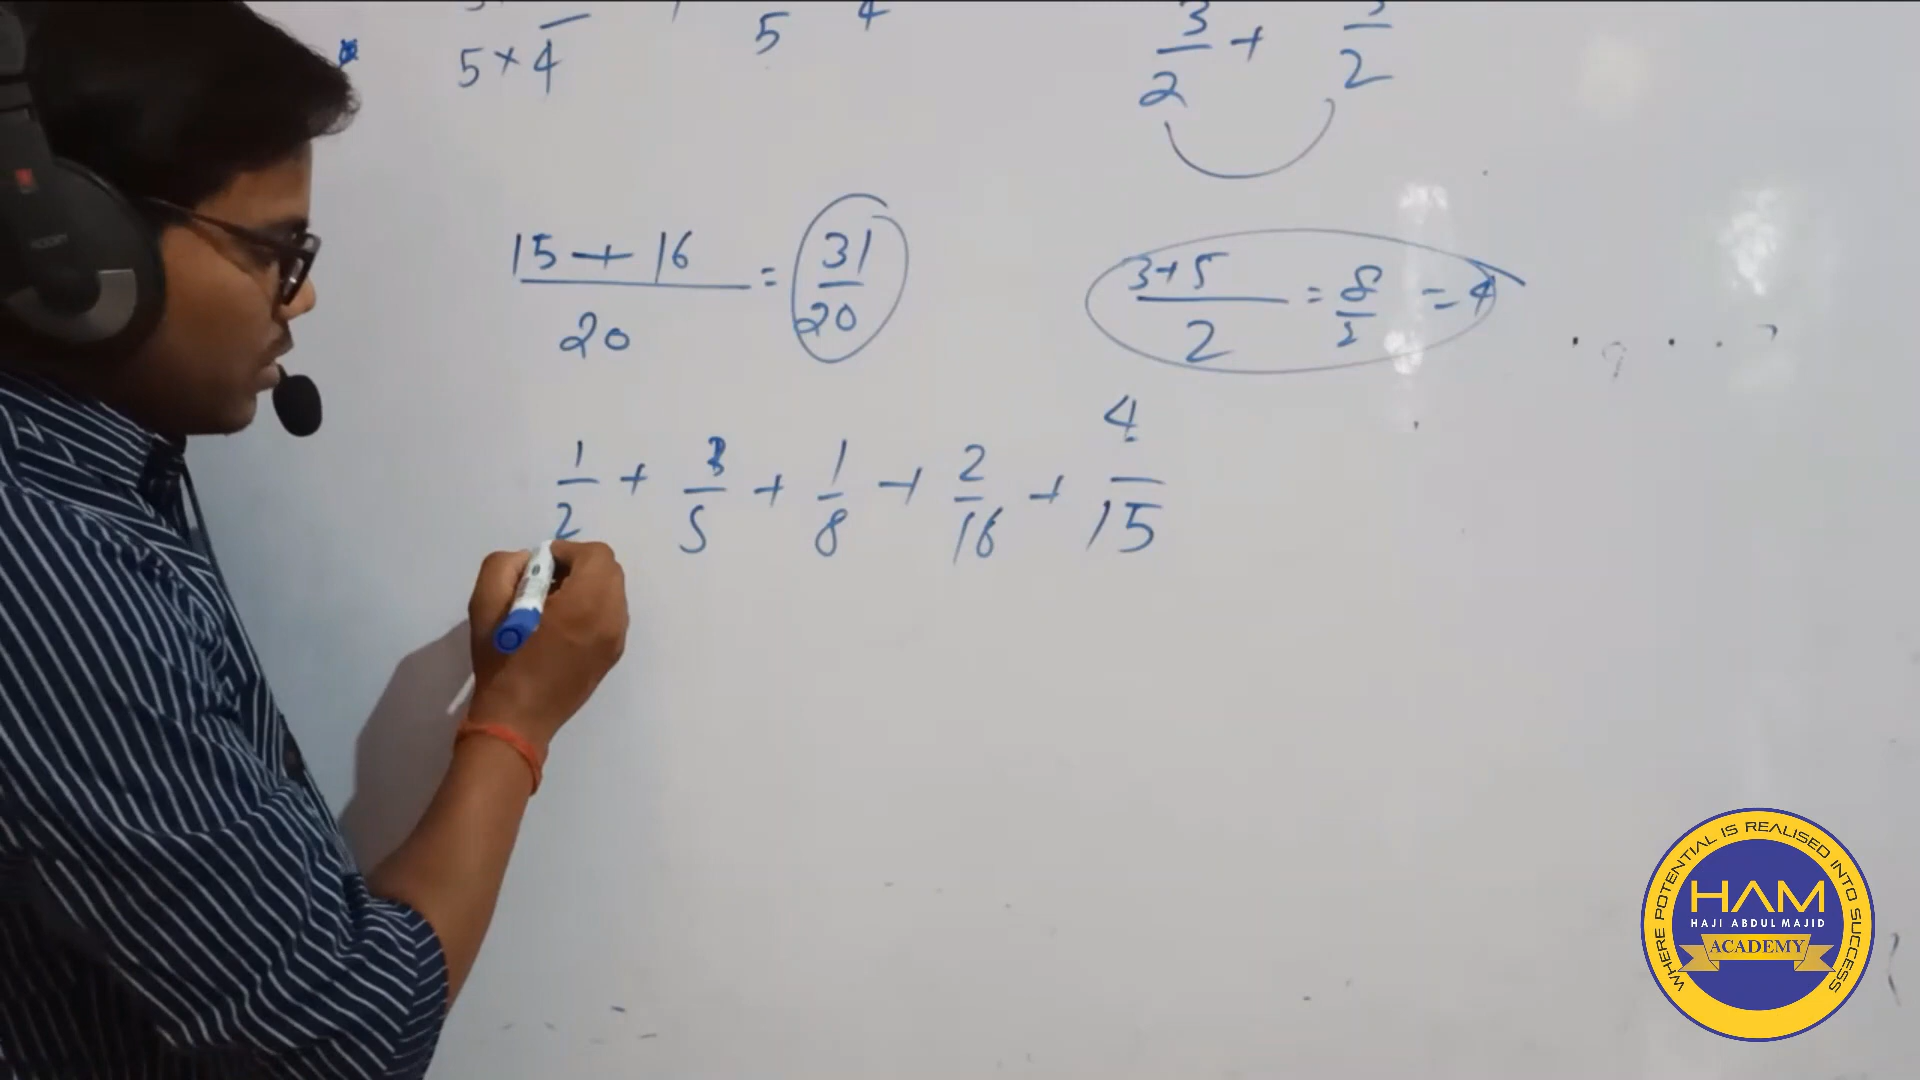 5 × 4
5 4
3/2 + /2
15 + 16/20 = 31/20
3+5/2 = 8/2 = 4
1/2 + 3/5 + 1/8 + 2/16 + 4/15
WHERE POTENTIAL IS REALISED INTO SUCCESS
HAM
HAJI ABDUL MAJID
ACADEMY